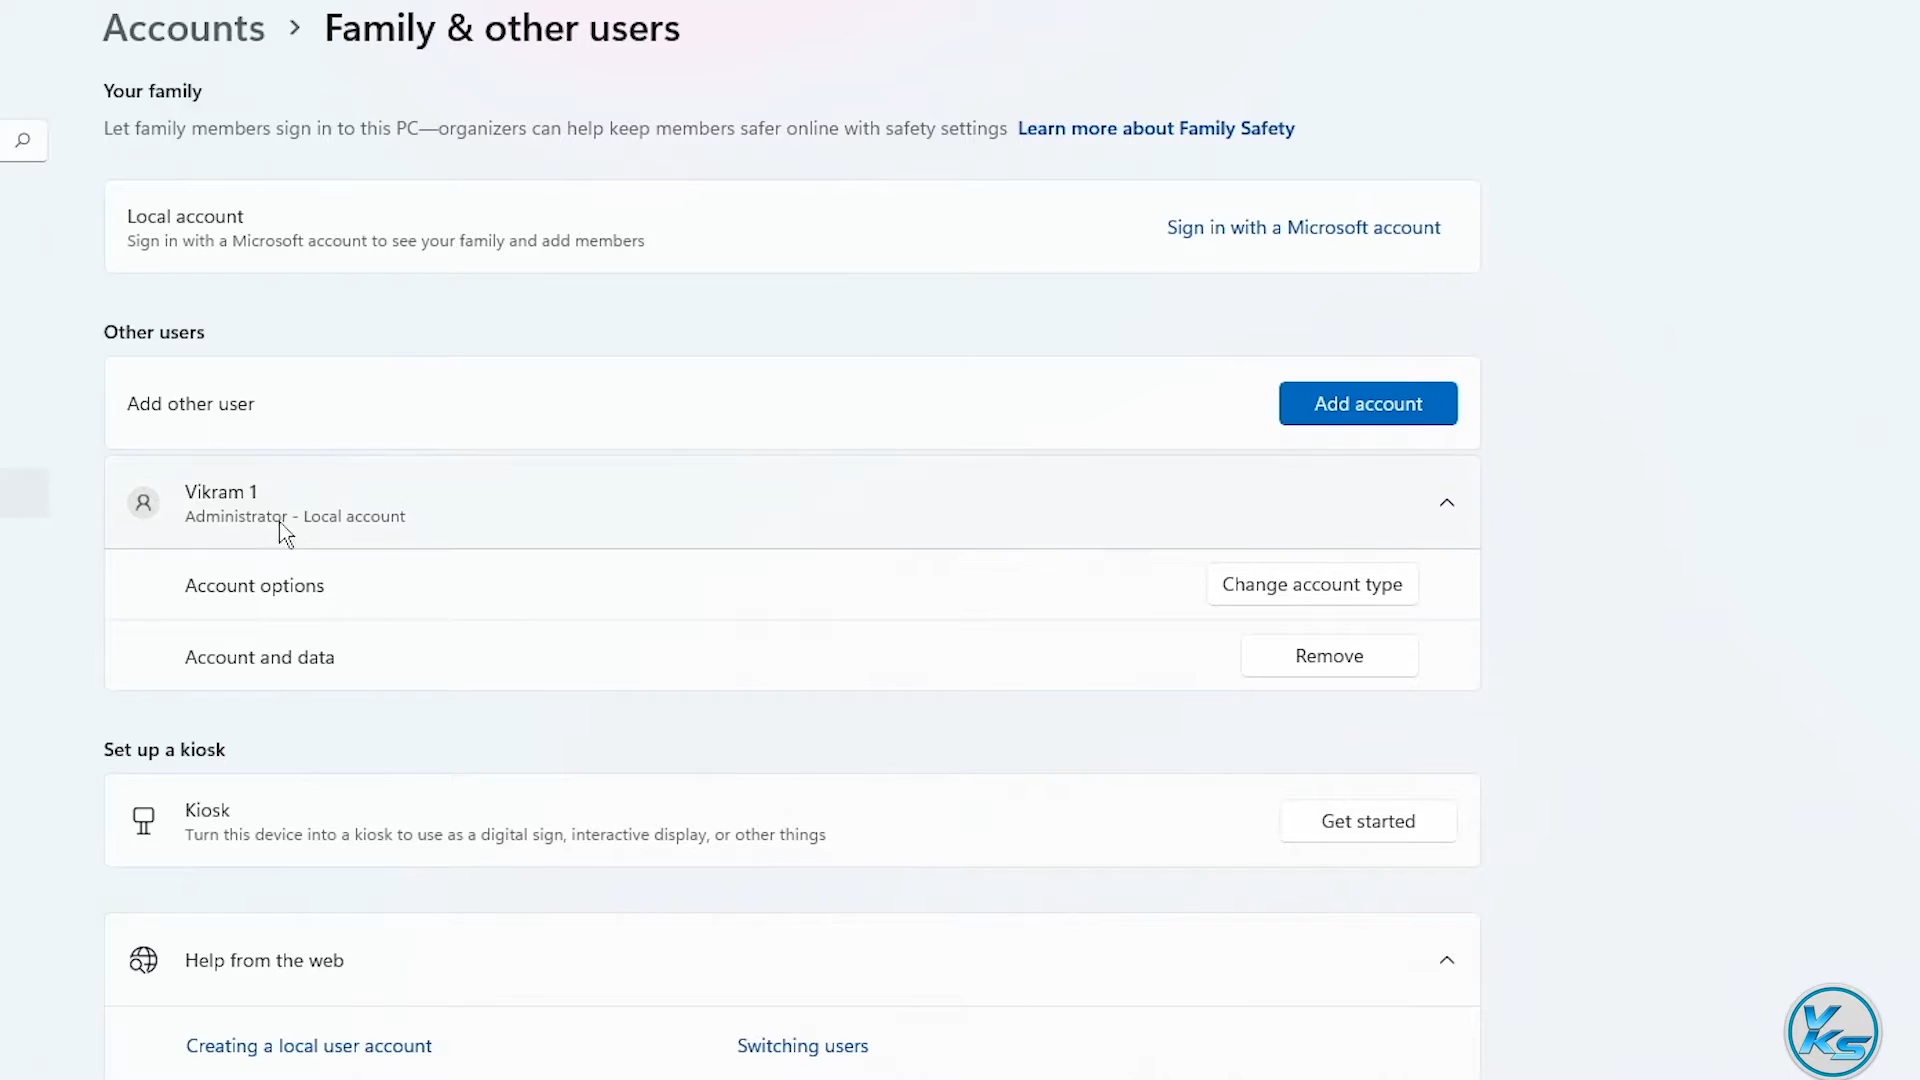 Accounts > Family & other users
Your family
Let family members sign in to this PC—organizers can help keep members safer online with safety settings Learn more about Family Safety
Local account
Sign in with a Microsoft account to see your family and add members
Sign in with a Microsoft account
Other users
Add other user
Add account
Vikram 1
Administrator - Local account
Account options
Change account type
Account and data
Remove
Set up a kiosk
Kiosk
Turn this device into a kiosk to use as a digital sign, interactive display, or other things
Get started
Help from the web
Creating a local user account
Switching users
VKS